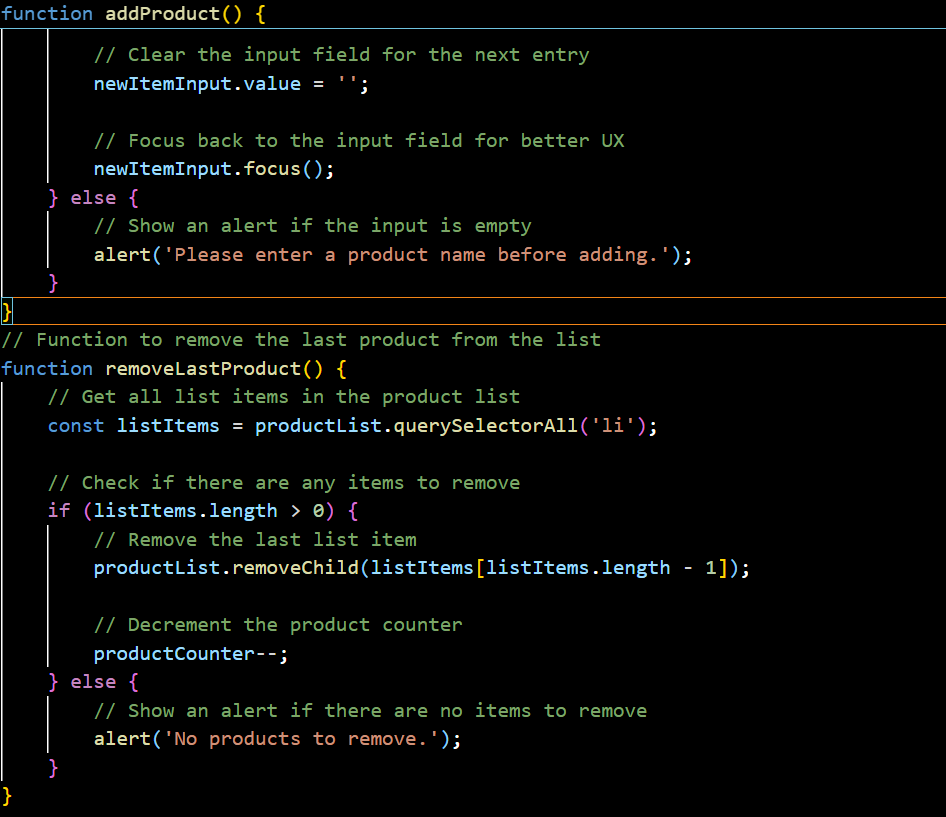 function addProduct() {
// Clear the input field for the next entry
newItemInput.value = '';
// Focus back to the input field for better UX
newItemInput.focus();
} else {
// Show an alert if the input is empty
alert('Please enter a product name before adding.');
}
}
// Function to remove the last product from the list
function removeLastProduct() {
// Get all list items in the product list
const listItems = productList.querySelectorAll('li');
// Check if there are any items to remove
if (listItems.length > 0) {
// Remove the last list item
productList.removeChild(listItems[listItems.length - 1]);
// Decrement the product counter
productCounter--;
} else {
// Show an alert if there are no items to remove
alert('No products to remove.');
}
}